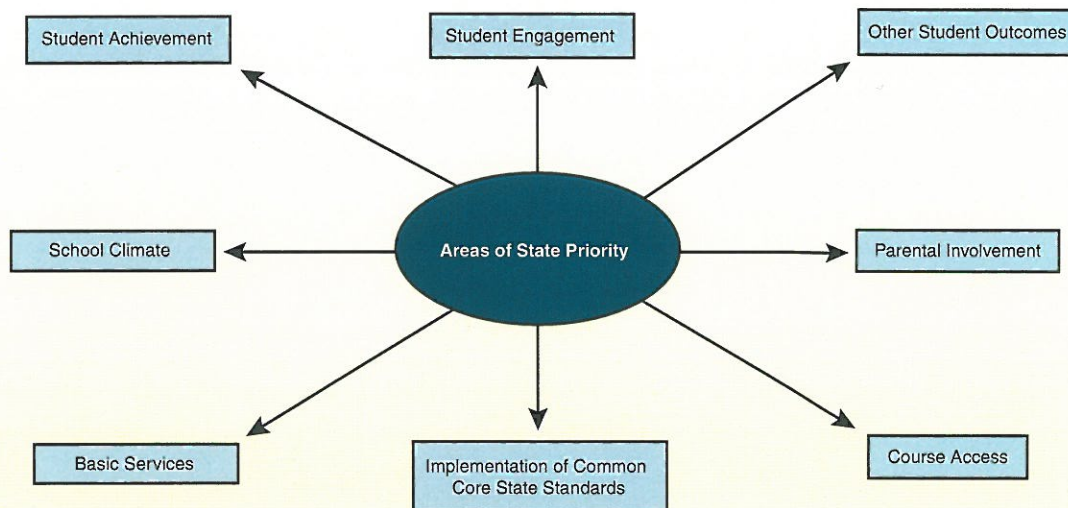 Student Achievement
Student Engagement
Other Student Outcomes
School Climate
Areas of State Priority
Parental Involvement
Basic Services
Implementation of Common
Core State Standards
Course Access